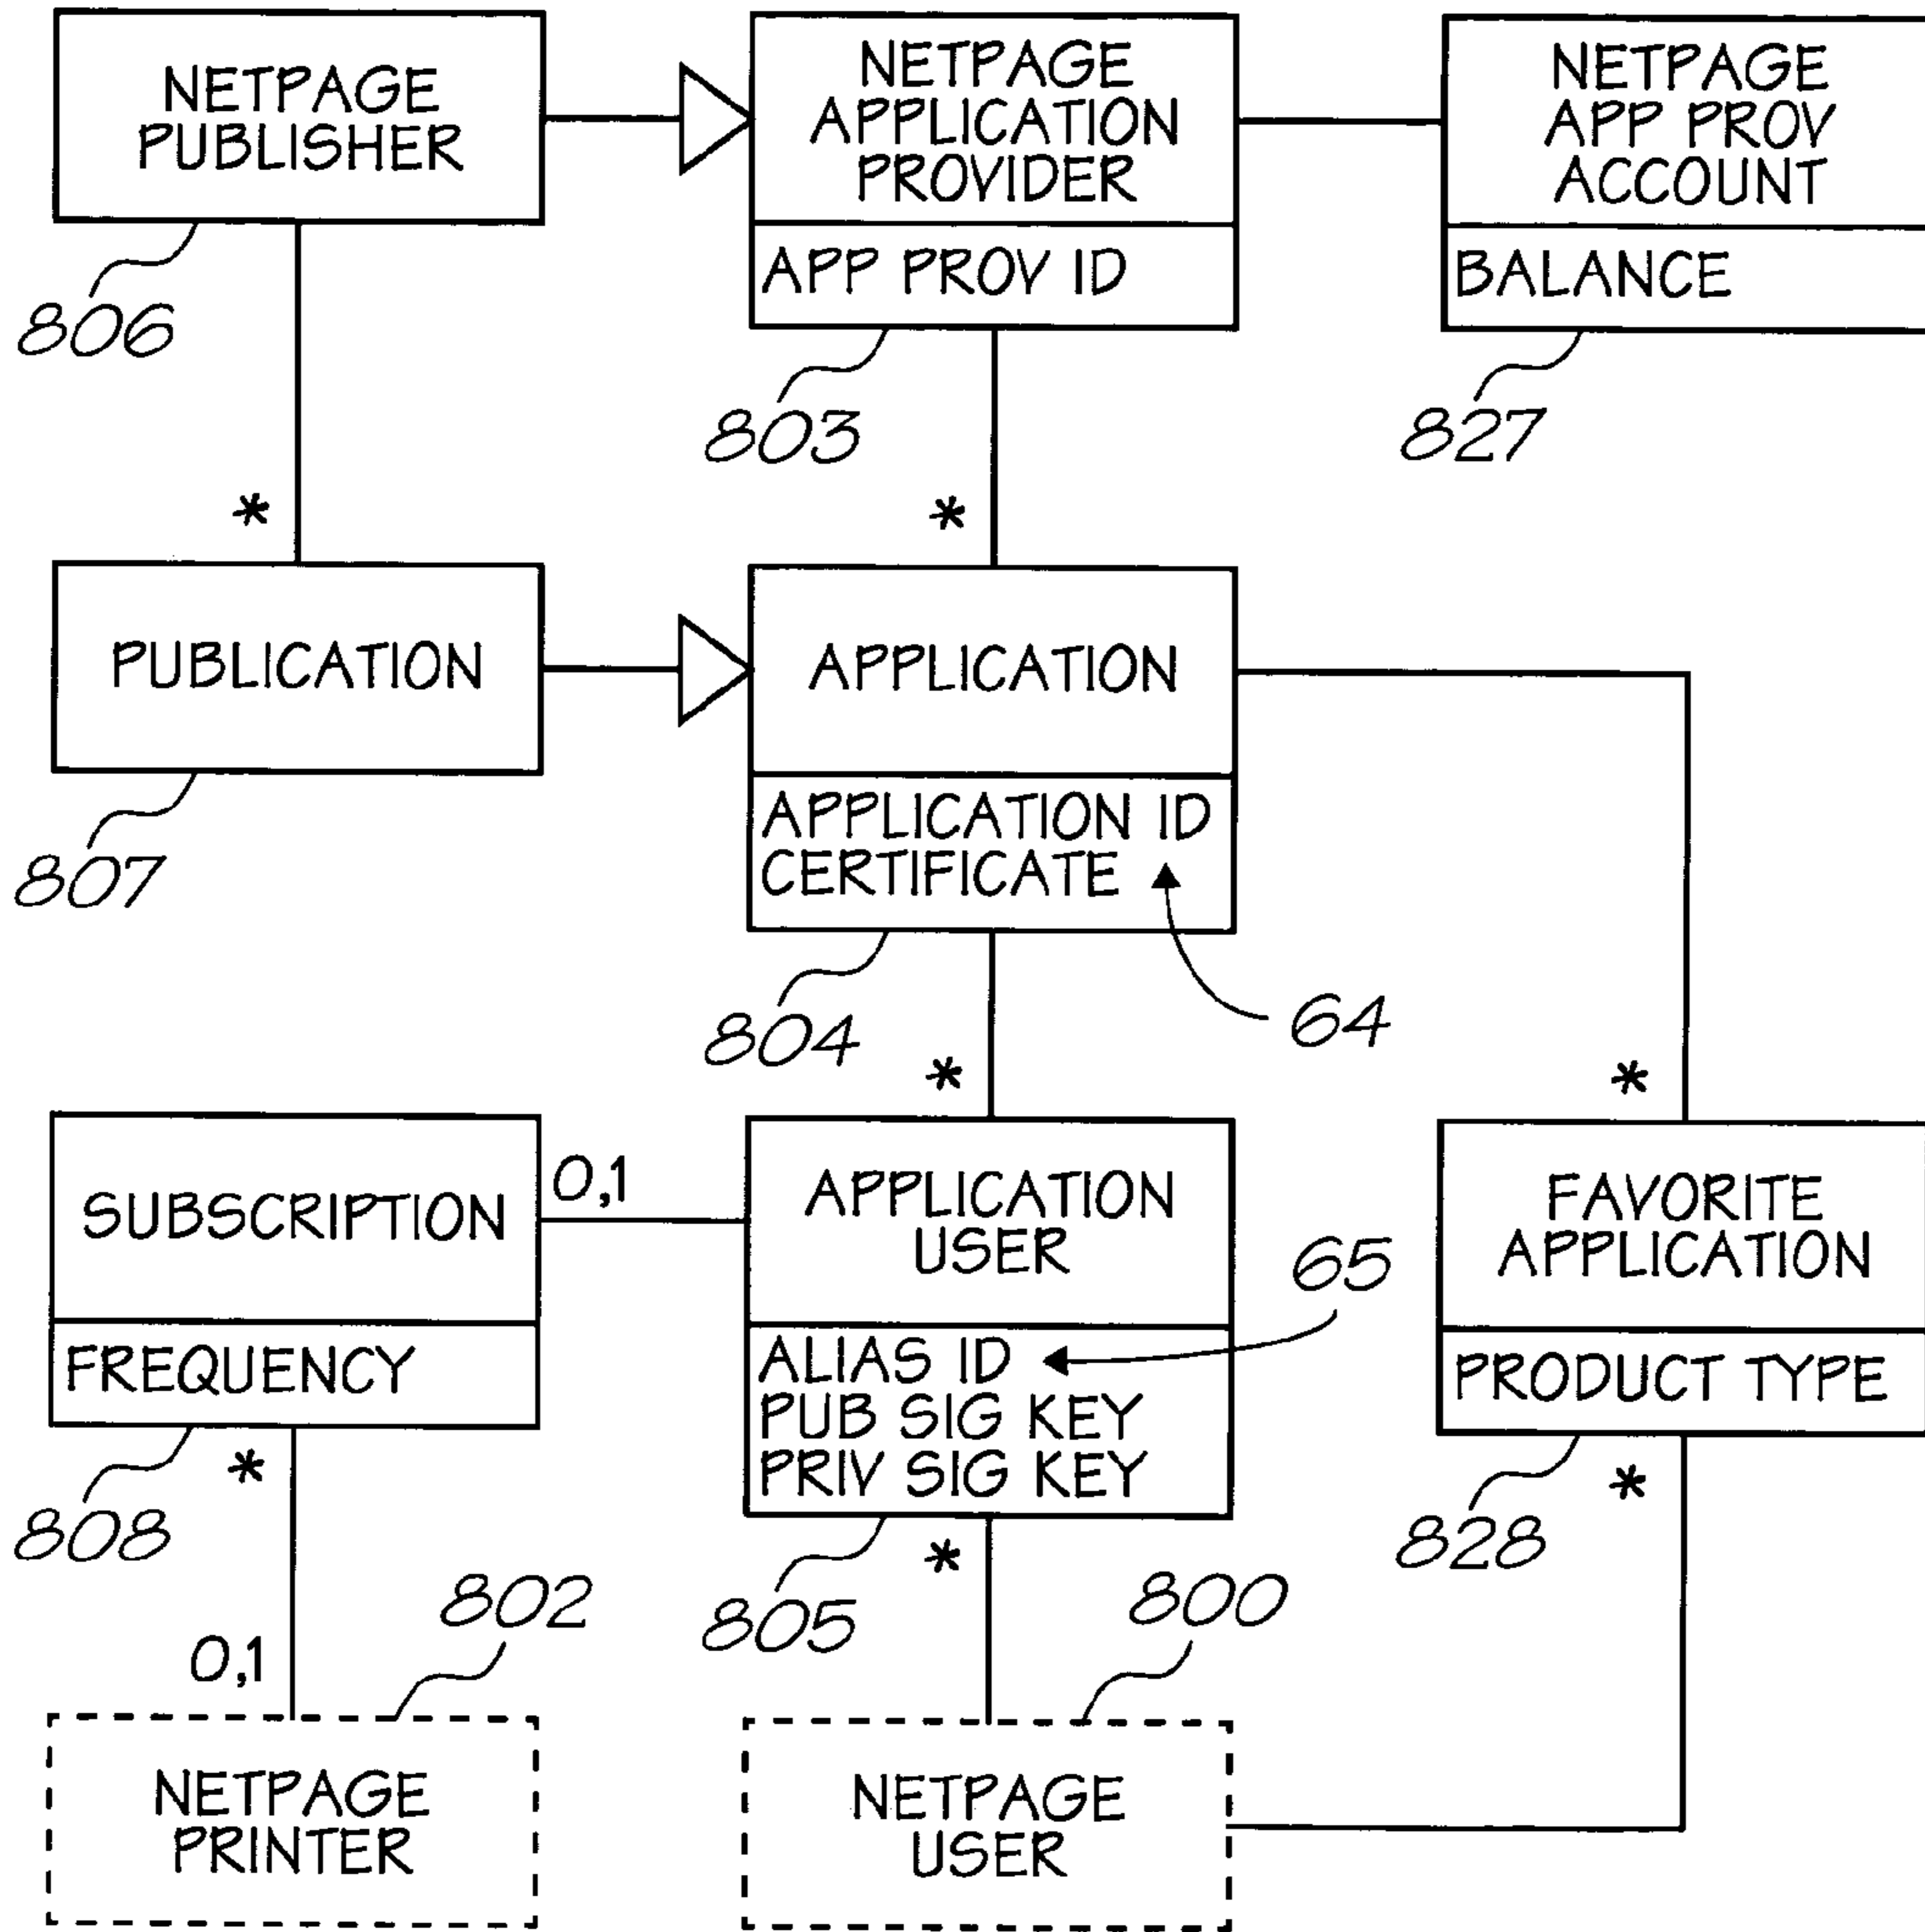 NETPAGE
PUBLISHER
806
NETPAGE
APPLICATION
PROVIDER
APP PROV ID
803
NETPAGE
APP PROV
ACCOUNT
BALANCE
827
*
*
PUBLICATION
807
APPLICATION
APPLICATION ID
CERTIFICATE
804
64
*
*
SUBSCRIPTION
FREQUENCY
808
0,1
APPLICATION
USER
ALIAS ID
PUB SIG KEY
PRIV SIG KEY
805
65
FAVORITE
APPLICATION
PRODUCT TYPE
828
*
*
*
0,1
802
800
NETPAGE
PRINTER
NETPAGE
USER